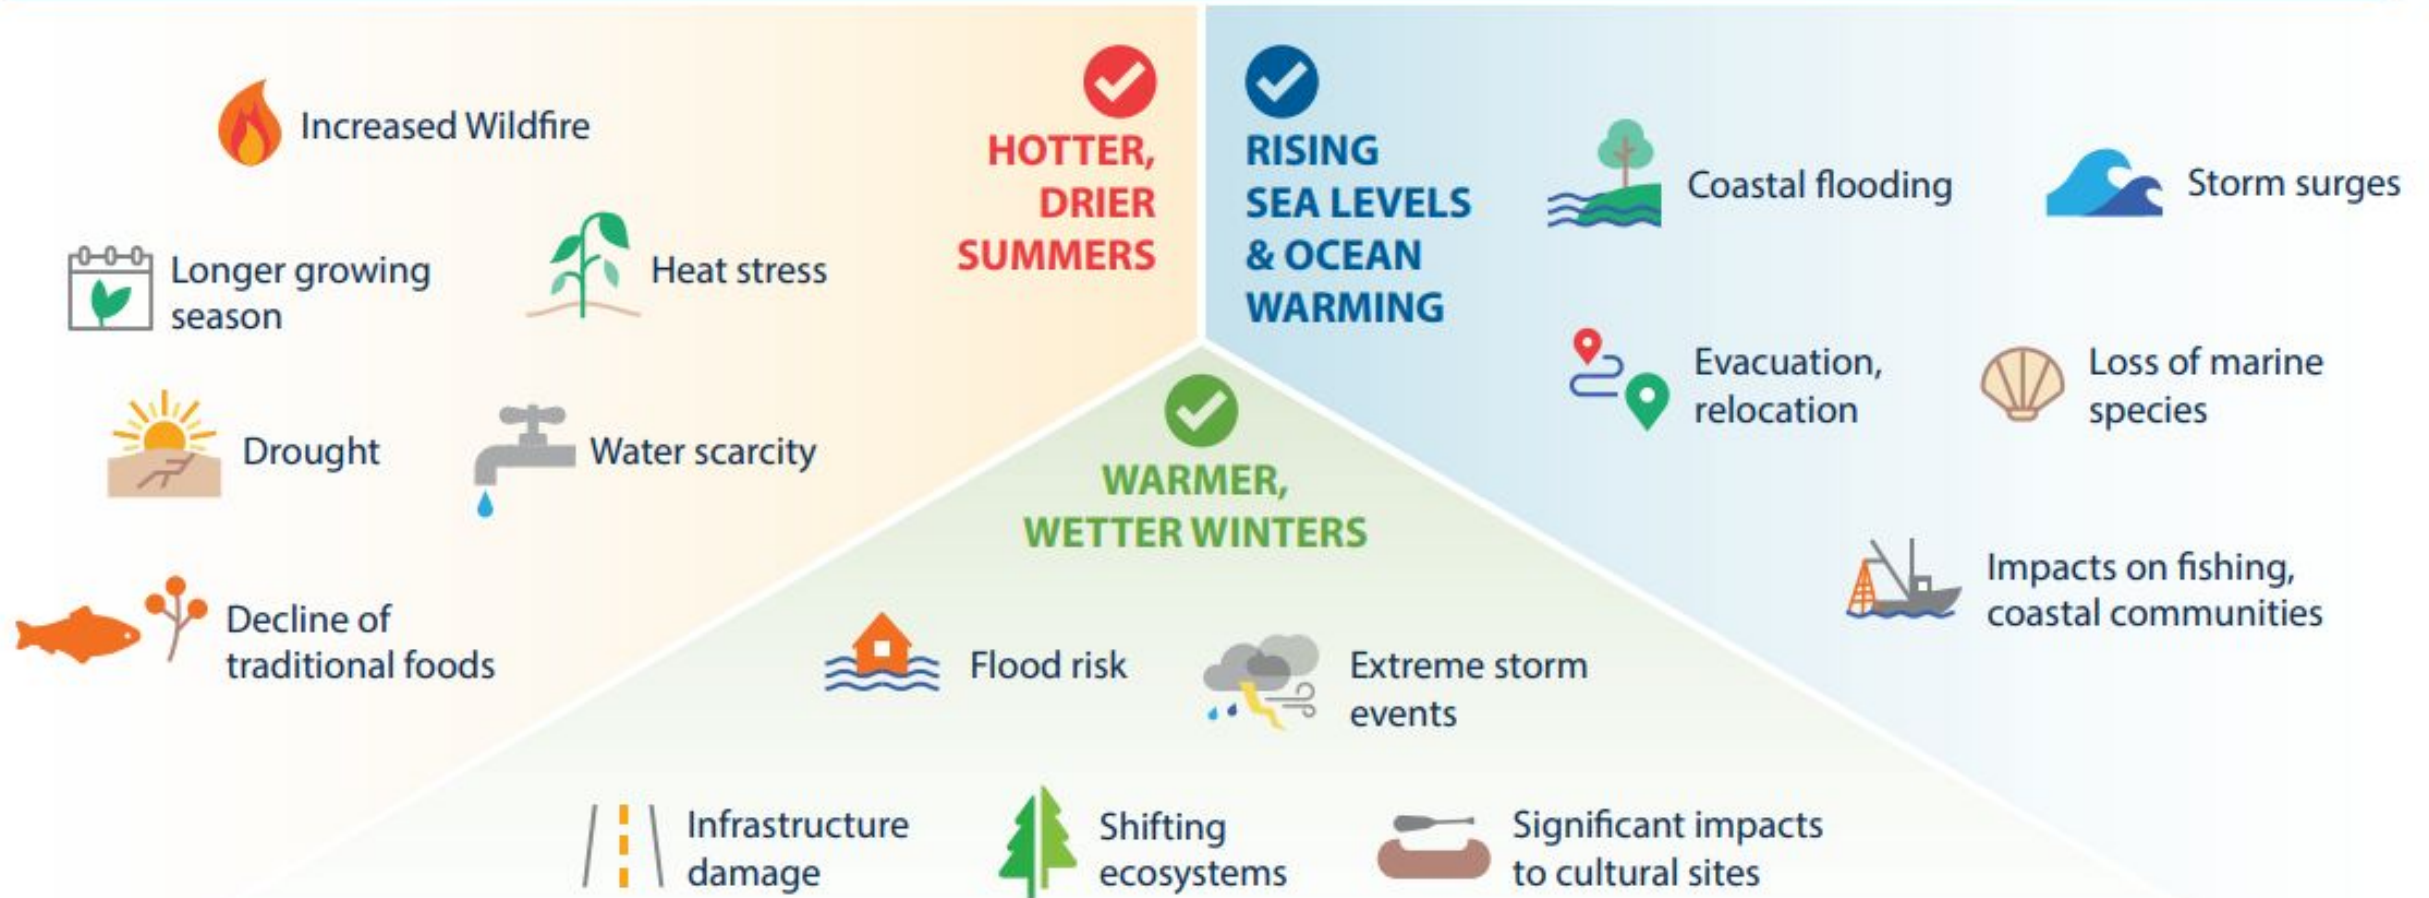 HOTTER,
DRIER
SUMMERS
Increased Wildfire
Longer growing
season
Heat stress
Drought
Water scarcity
Decline of
traditional foods
RISING
SEA LEVELS
& OCEAN
WARMING
Coastal flooding
Storm surges
Evacuation,
relocation
Loss of marine
species
Impacts on fishing,
coastal communities
WARMER,
WETTER WINTERS
Flood risk
Extreme storm
events
Infrastructure
damage
Shifting
ecosystems
Significant impacts
to cultural sites